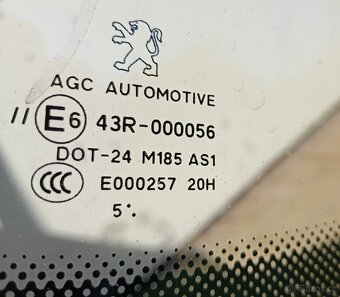 AGC AUTOMOTIVE
// E6 43R-000056
DOT-24 M185 AS1
CCC E000257 20H
5∴